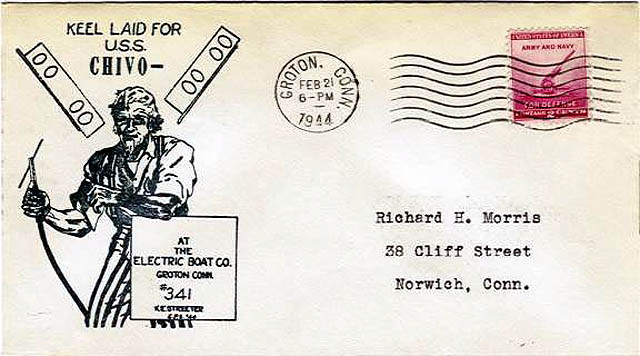 KEEL LAID FOR
U.S.S.
CHIVO-
00 00
00 00
AT
THE
ELECTRIC BOAT CO.
GROTON CONN.
#341
GROTON, CONN.
FEB 21
6-PM
1944
UNITED STATES OF AMERICA
ARMY AND NAVY
FOR DEFENSE
2
Richard H. Morris
38 Cliff Street
Norwich, Conn.